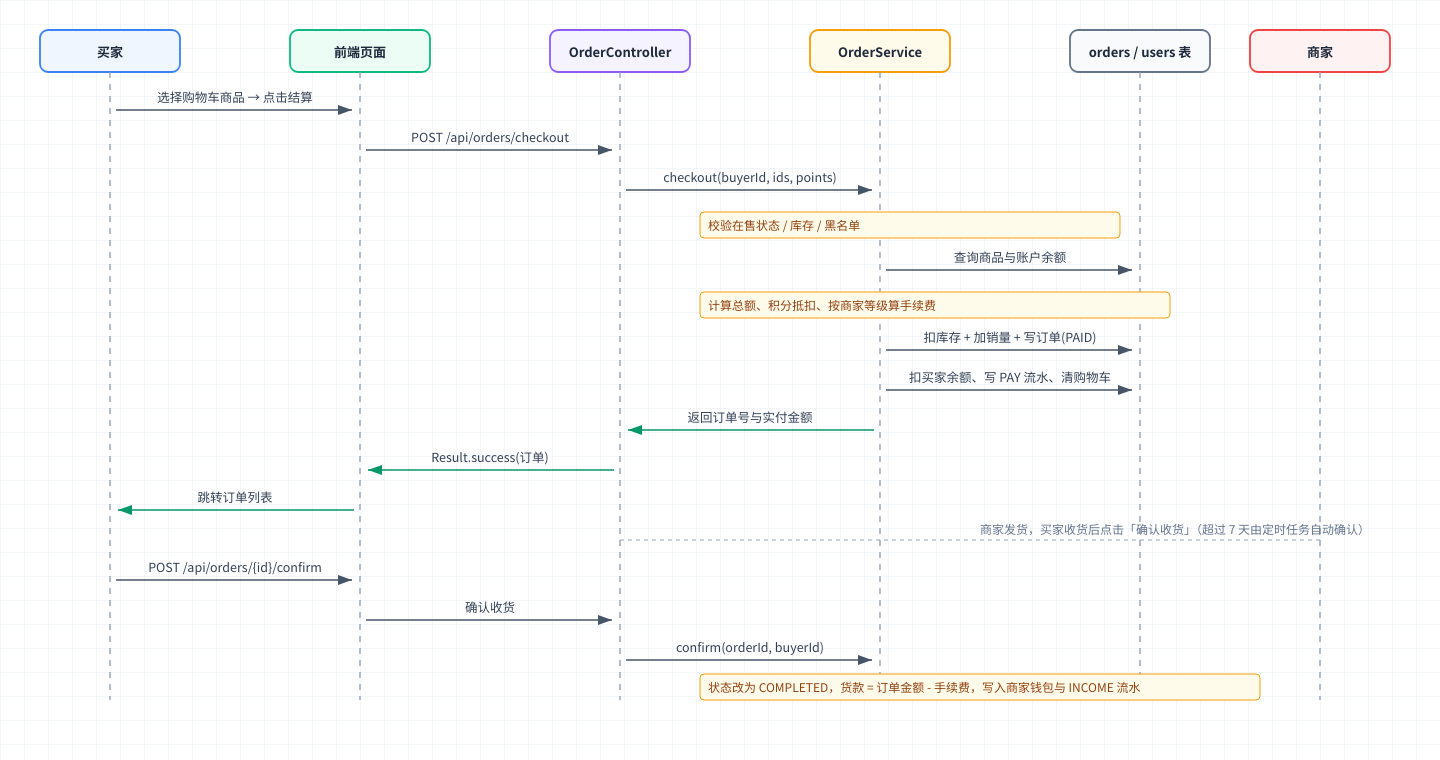 买家
前端页面
OrderController
OrderService
orders / users 表
商家
选择购物车商品 → 点击结算
POST /api/orders/checkout
checkout(buyerId, ids, points)
校验在售状态 / 库存 / 黑名单
查询商品与账户余额
计算总额、积分抵扣、按商家等级算手续费
扣库存 + 加销量 + 写订单(PAID)
扣买家余额、写 PAY 流水、清购物车
返回订单号与实付金额
Result.success(订单)
跳转订单列表
商家发货，买家收货后点击「确认收货」（超过 7 天由定时任务自动确认）
POST /api/orders/{id}/confirm
确认收货
confirm(orderId, buyerId)
状态改为 COMPLETED，货款 = 订单金额 - 手续费，写入商家钱包与 INCOME 流水